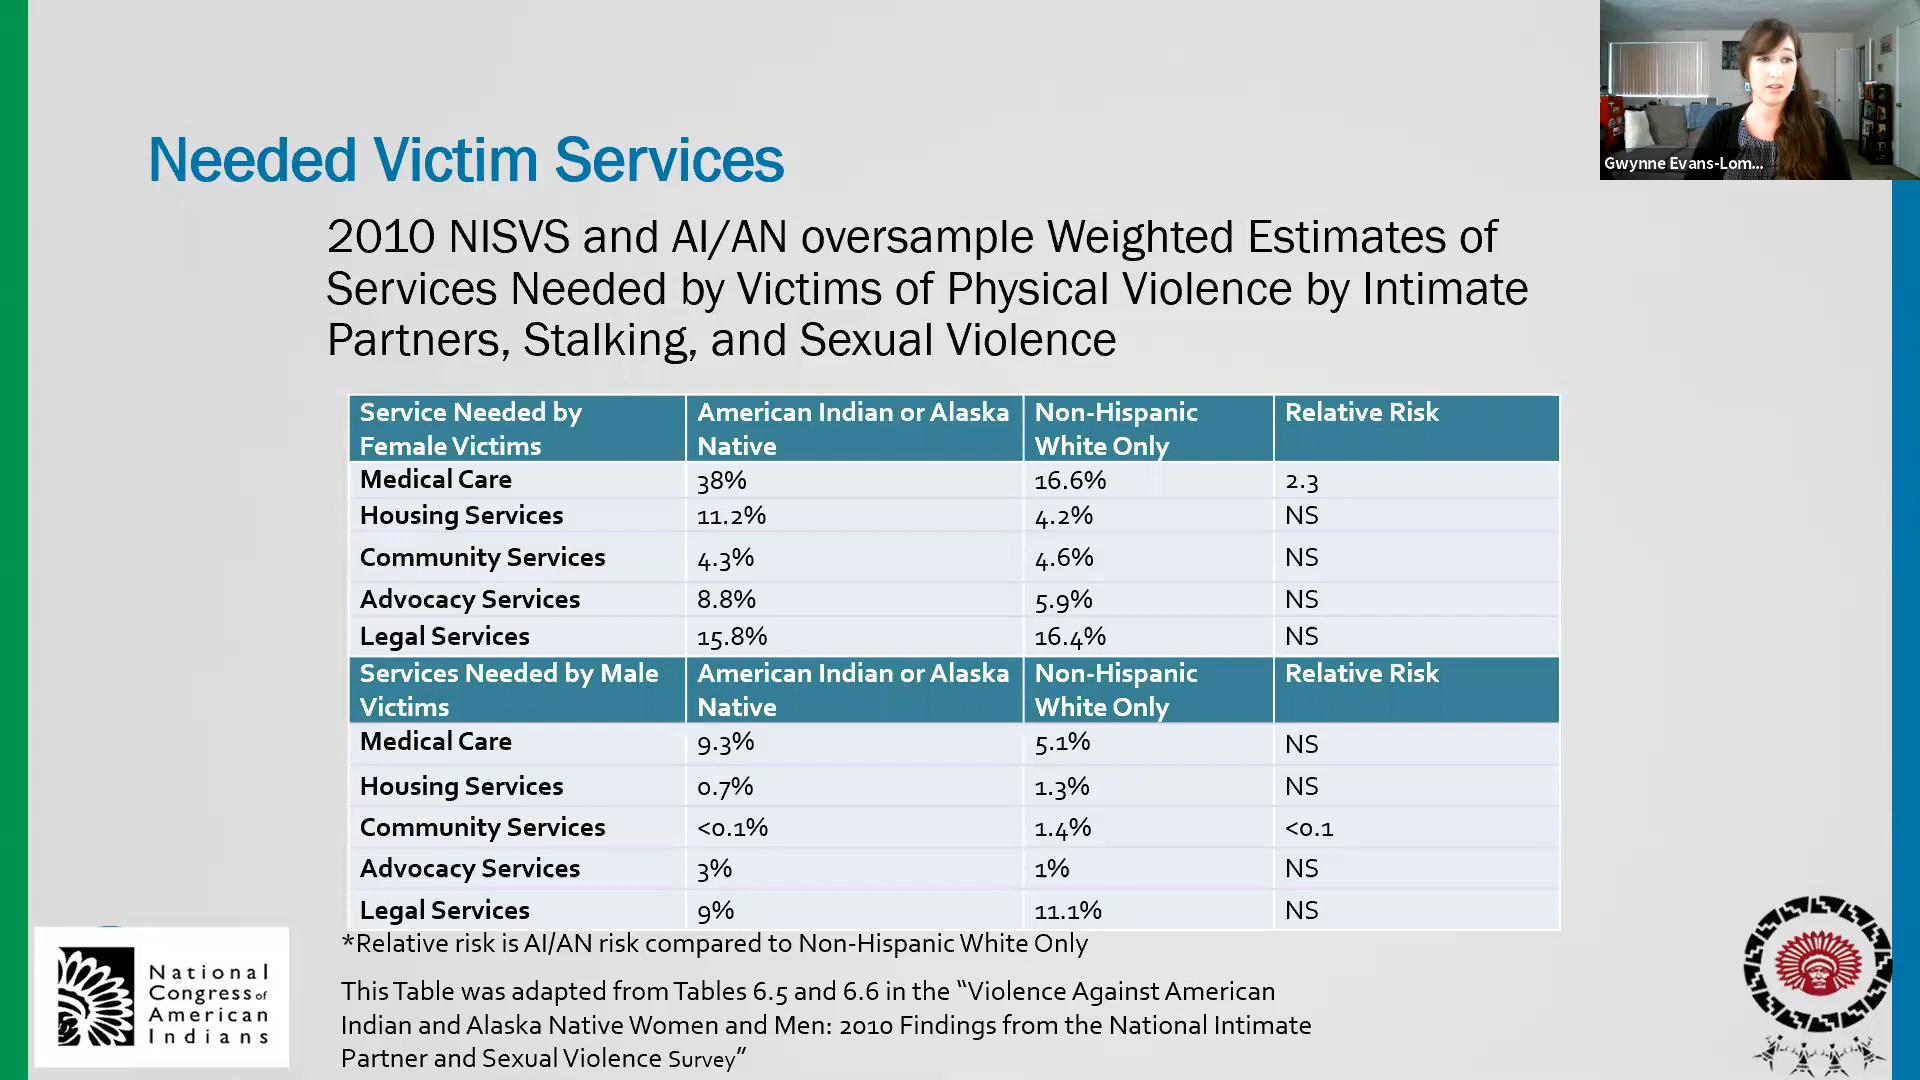 Gwynne Evans-Lom...
Needed Victim Services
2010 NISVS and AI/AN oversample Weighted Estimates of
Services Needed by Victims of Physical Violence by Intimate
Partners, Stalking, and Sexual Violence
Service Needed by Female Victims American Indian or Alaska Native Non-Hispanic White Only Relative Risk
Medical Care 38% 16.6% 2.3
Housing Services 11.2% 4.2% NS
Community Services 4.3% 4.6% NS
Advocacy Services 8.8% 5.9% NS
Legal Services 15.8% 16.4% NS
Services Needed by Male Victims American Indian or Alaska Native Non-Hispanic White Only Relative Risk
Medical Care 9.3% 5.1% NS
Housing Services 0.7% 1.3% NS
Community Services <0.1% 1.4% <0.1
Advocacy Services 3% 1% NS
Legal Services 9% 11.1% NS
*Relative risk is AI/AN risk compared to Non-Hispanic White Only
This Table was adapted from Tables 6.5 and 6.6 in the “Violence Against American
Indian and Alaska Native Women and Men: 2010 Findings from the National Intimate
Partner and Sexual Violence Survey”
National
Congress of
American
Indians